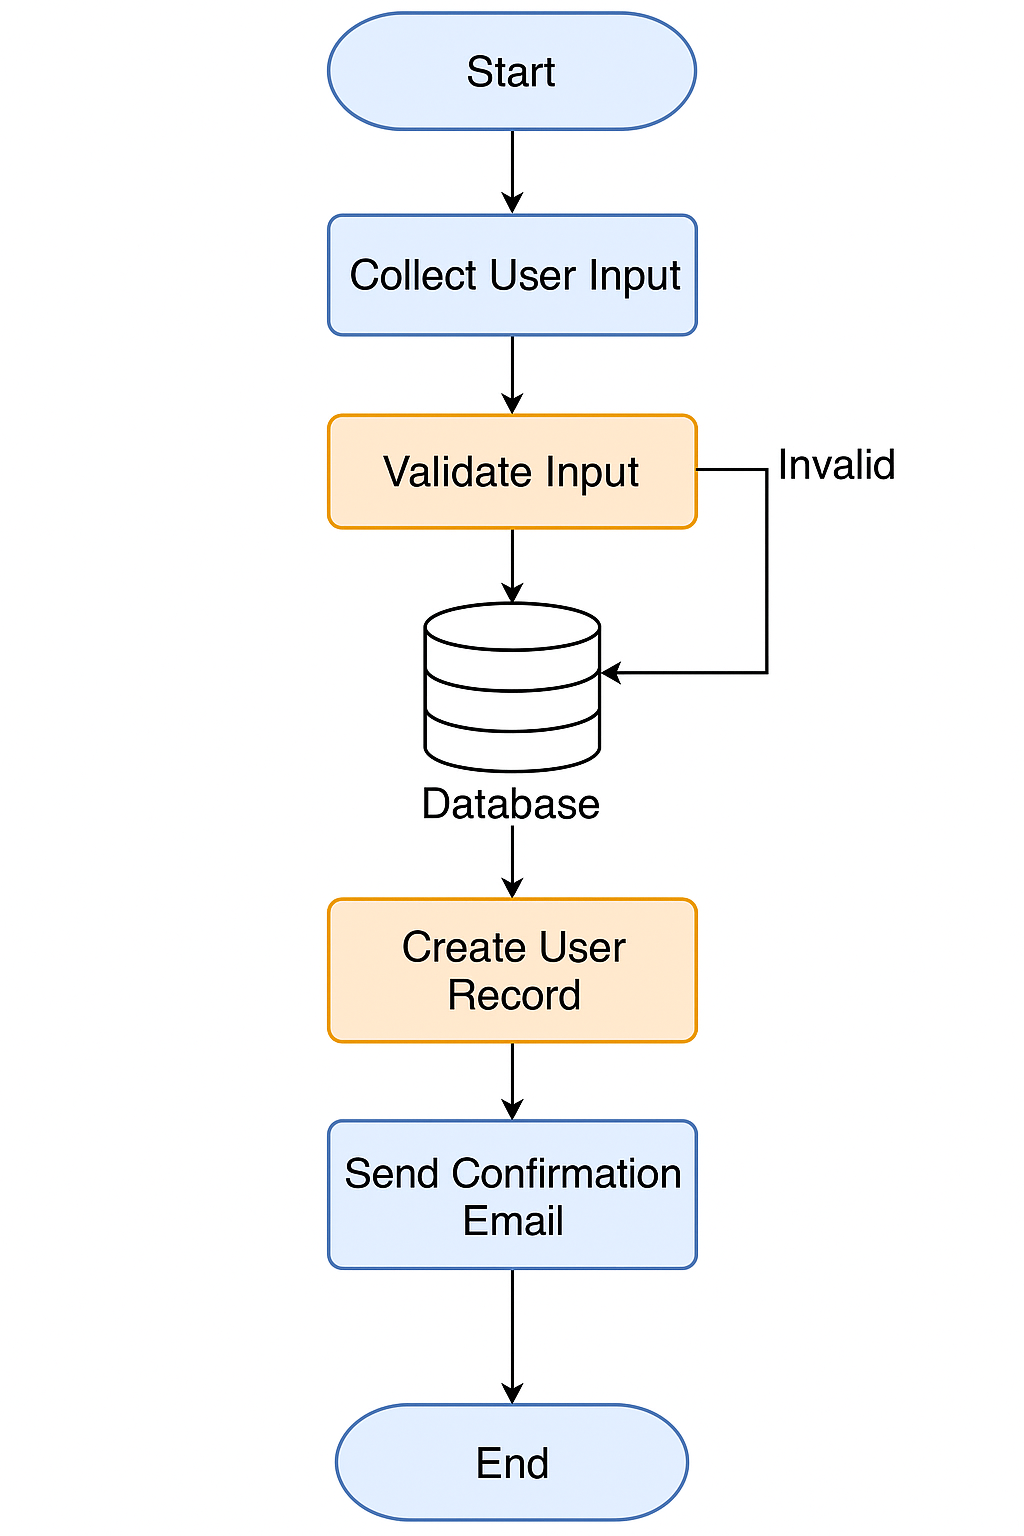 Start
Collect User Input
Validate Input
Invalid
Database
Create User
Record
Send Confirmation
Email
End